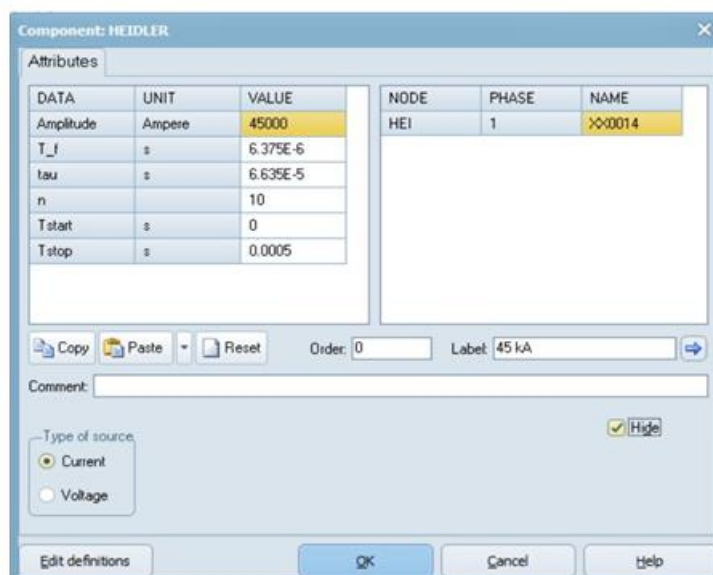 Component: HEIDLER
Attributes
DATA UNIT VALUE
Amplitude Ampere 45000
T_f s 6.375E-6
tau s 6.635E-5
n 10
Tstart s 0
Tstop s 0.0005
NODE PHASE NAME
HEI 1 XX0014
Copy Paste Reset Order: 0 Label: 45 kA
Comment:
Hide
Type of source
Current
Voltage
Edit definitions OK Cancel Help